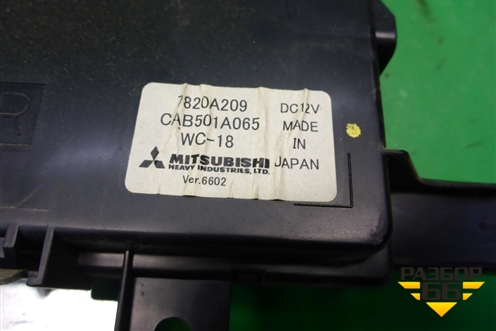 7820A209
CAB501A065
WC-18
DC12V
MADE
IN
JAPAN
MITSUBISHI
HEAVY INDUSTRIES, LTD.
Ver.6602
R
РАЗБОР
66